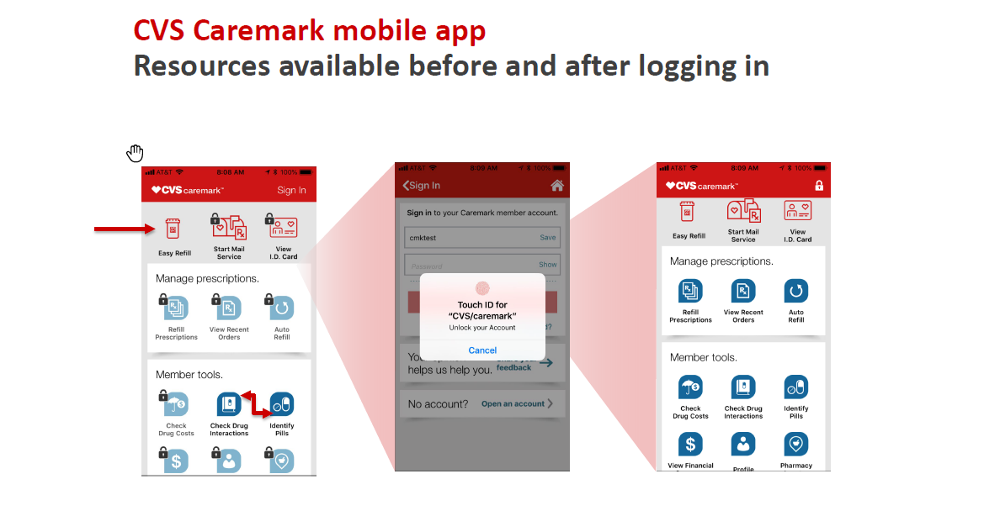 CVS Caremark mobile app
Resources available before and after logging in
AT&T 8:08 AM 100%
CVS caremark™ Sign In
Easy Refill
Start Mail
Service
View
I.D. Card
Manage prescriptions.
Refill
Prescriptions
View Recent
Orders
Auto
Refill
Member tools.
Check
Drug Costs
Check Drug
Interactions
Identify
Pills
AT&T 8:09 AM 100%
Sign In
Sign in to your Caremark member account.
cmktest Save
Password Show
Touch ID for
"CVS/caremark"
Unlock your Account
Cancel
helps us help you.
feedback
No account? Open an account
AT&T 8:09 AM 100%
CVS caremark™
Easy Refill
Start Mail
Service
View
I.D. Card
Manage prescriptions.
Refill
Prescriptions
View Recent
Orders
Auto
Refill
Member tools.
Check
Drug Costs
Check Drug
Interactions
Identify
Pills
View Financial
Profile
Pharmacy